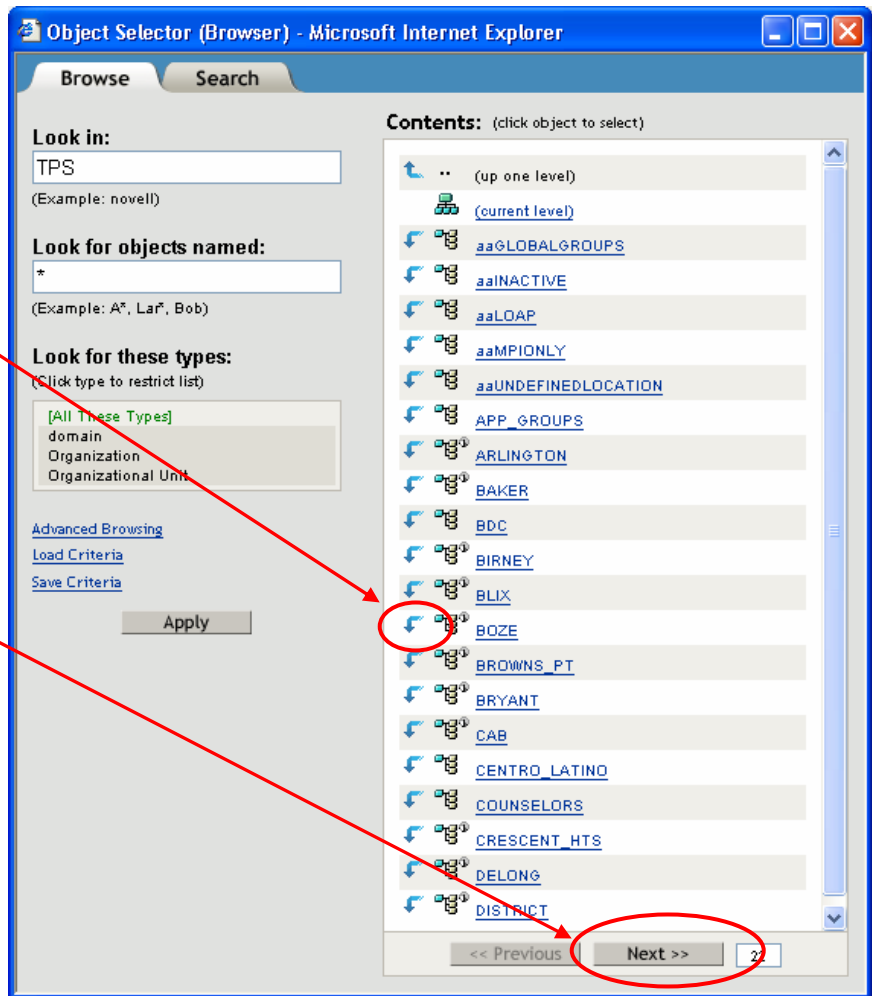 Object Selector (Browser) - Microsoft Internet Explorer
Browse
Search
Look in:
TPS
(Example: novell)
Look for objects named:
*
(Example: A*, Lar*, Bob)
Look for these types:
(Click type to restrict list)
[All These Types]
domain
Organization
Organizational Unit
Advanced Browsing
Load Criteria
Save Criteria
Apply
Contents: (click object to select)
.. (up one level)
(current level)
aaGLOBALGROUPS
aaINACTIVE
aaLOAP
aaMPIONLY
aaUNDEFINEDLOCATION
APP_GROUPS
ARLINGTON
BAKER
BDC
BIRNEY
BLIX
BOZE
BROWNS_PT
BRYANT
CAB
CENTRO_LATINO
COUNSELORS
CRESCENT_HTS
DELONG
DISTRICT
<< Previous
Next >>
22